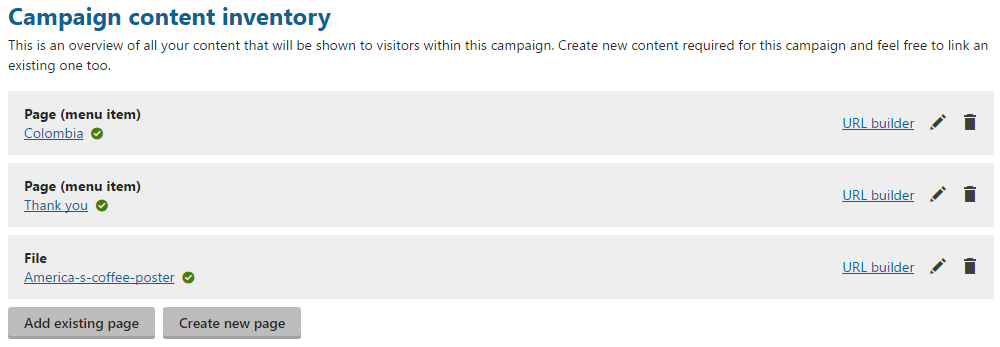 Campaign content inventory
This is an overview of all your content that will be shown to visitors within this campaign. Create new content required for this campaign and feel free to link an
existing one too.
Page (menu item)
Colombia
URL builder
Page (menu item)
Thank you
URL builder
File
America-s-coffee-poster
URL builder
Add existing page
Create new page